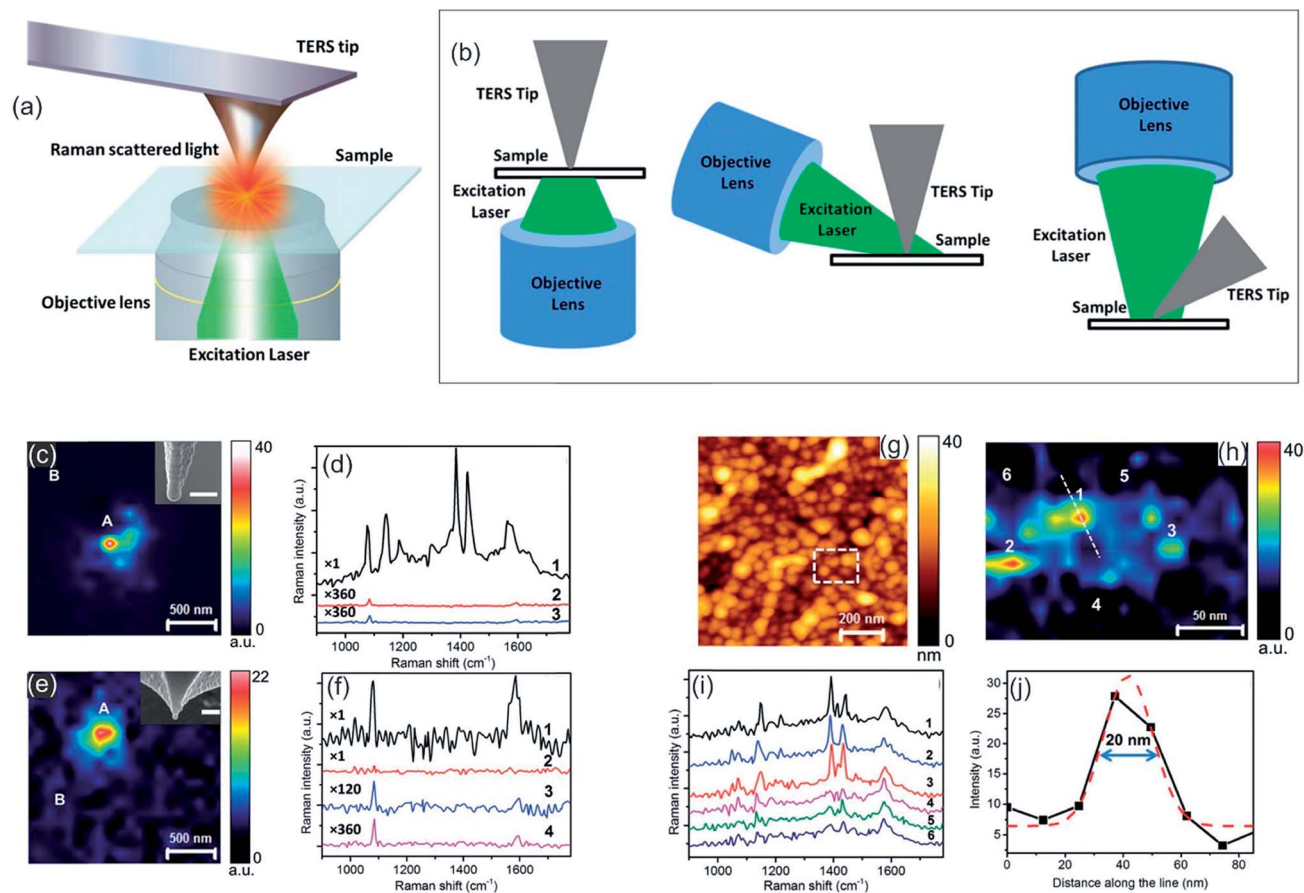 (a)
TERS tip
Raman scattered light
Sample
Objective lens
Excitation Laser
(b)
TERS Tip
Sample
Excitation
Laser
Objective
Lens
Objective
Lens
Excitation
Laser
TERS Tip
Sample
Objective
Lens
Excitation
Laser
Sample
TERS Tip
(c)
B
A
500 nm
40
0
a.u.
(d)
Raman intensity (a.u.)
×1
×360
×360
1
2
3
1000 1200 1400 1600
Raman shift (cm⁻¹)
(e)
A
B
500 nm
22
0
a.u.
(f)
Raman intensity (a.u.)
×1
×1
×120
×360
1
2
3
4
1000 1200 1400 1600
Raman shift (cm⁻¹)
(g)
200 nm
40
0
nm
(h)
6
5
1
2
3
4
50 nm
40
0
a.u.
(i)
Raman intensity (a.u.)
1
2
3
4
5
6
1000 1200 1400 1600
Raman shift (cm⁻¹)
(j)
Intensity (a.u.)
30
25
20
15
10
5
20 nm
0 20 40 60 80
Distance along the line (nm)